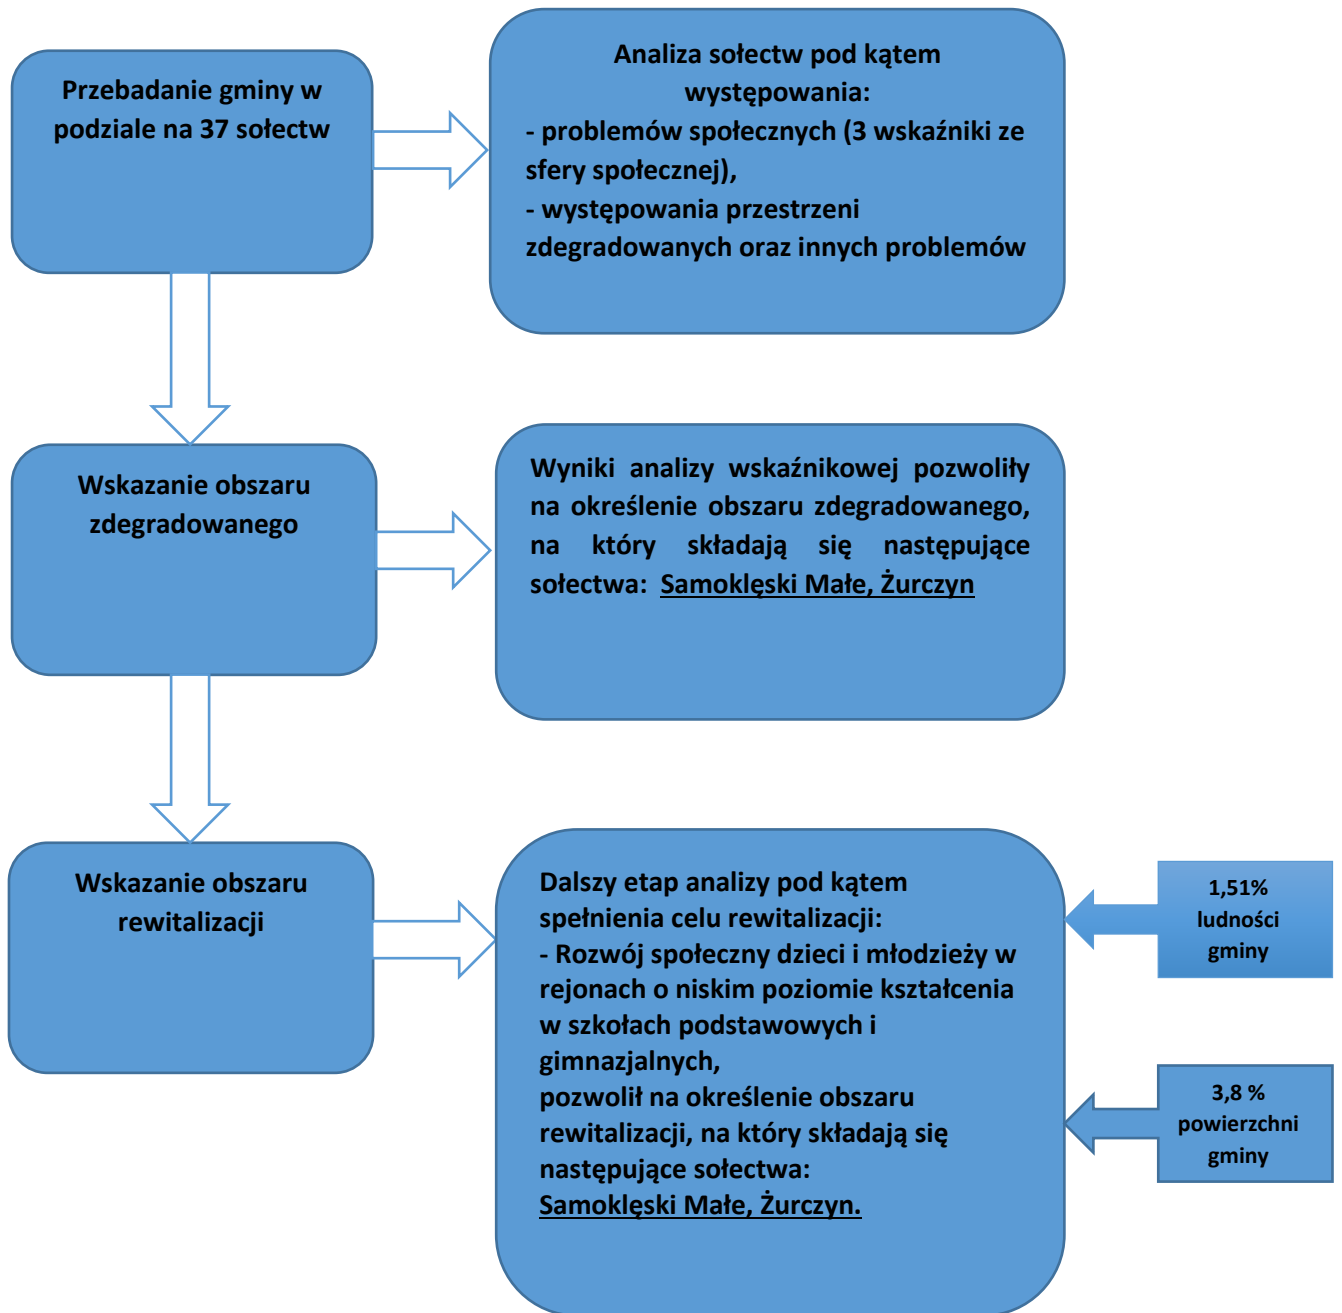 Przebadanie gminy w
podziale na 37 sołectw
Analiza sołectw pod kątem
występowania:
- problemów społecznych (3 wskaźniki ze
sfery społecznej),
- występowania przestrzeni
zdegradowanych oraz innych problemów
Wskazanie obszaru
zdegradowanego
Wyniki analizy wskaźnikowej pozwoliły
na określenie obszaru zdegradowanego,
na który składają się następujące
sołectwa: Samoklęski Małe, Żurczyn
Wskazanie obszaru
rewitalizacji
Dalszy etap analizy pod kątem
spełnienia celu rewitalizacji:
- Rozwój społeczny dzieci i młodzieży w
rejonach o niskim poziomie kształcenia
w szkołach podstawowych i
gimnazjalnych,
pozwolił na określenie obszaru
rewitalizacji, na który składają się
następujące sołectwa:
Samoklęski Małe, Żurczyn.
1,51%
ludności
gminy
3,8 %
powierzchni
gminy